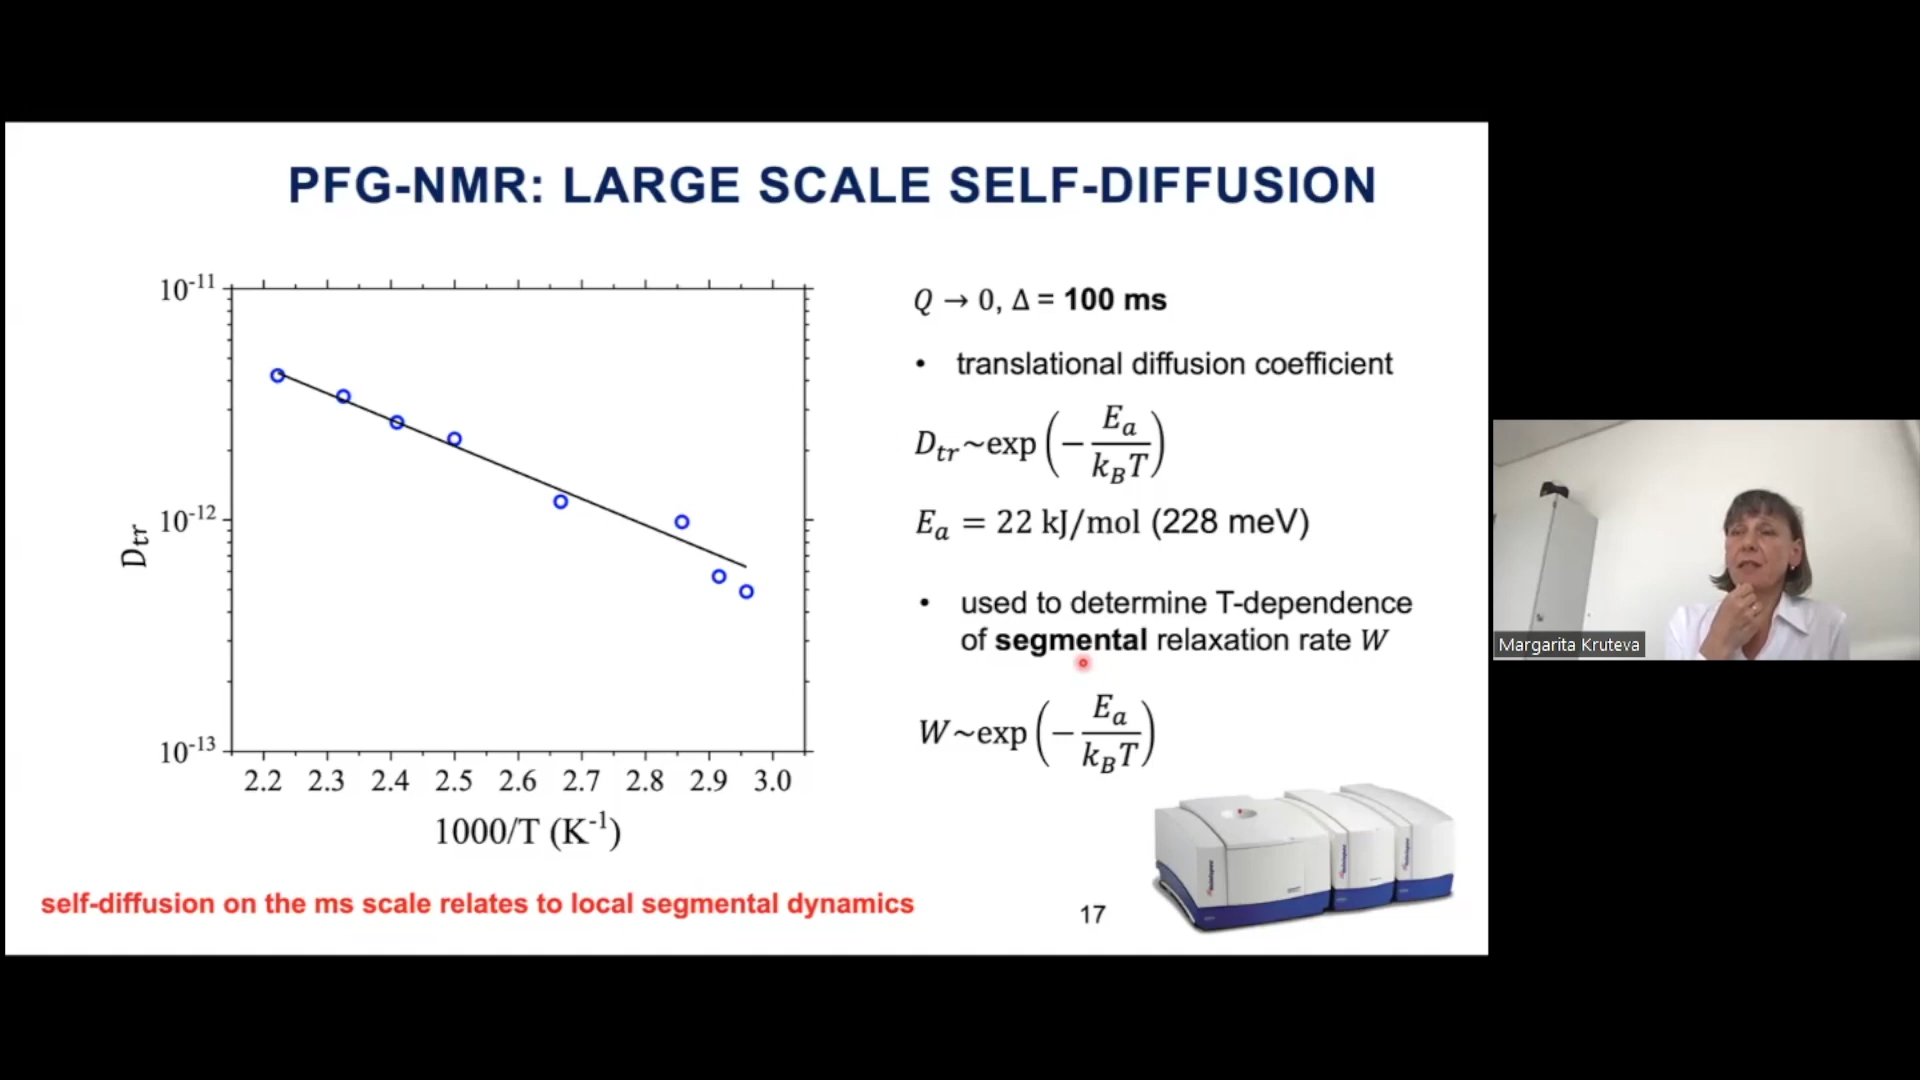 PFG-NMR: LARGE SCALE SELF-DIFFUSION
10⁻¹¹
10⁻¹²
10⁻¹³
D_tr
2.2 2.3 2.4 2.5 2.6 2.7 2.8 2.9 3.0
1000/T (K⁻¹)
Q → 0, Δ = 100 ms
• translational diffusion coefficient
D_tr~exp(−E_a/k_BT)
E_a = 22 kJ/mol (228 meV)
• used to determine T-dependence
of segmental relaxation rate W
W~exp(−E_a/k_BT)
self-diffusion on the ms scale relates to local segmental dynamics
17
Margarita Kruteva